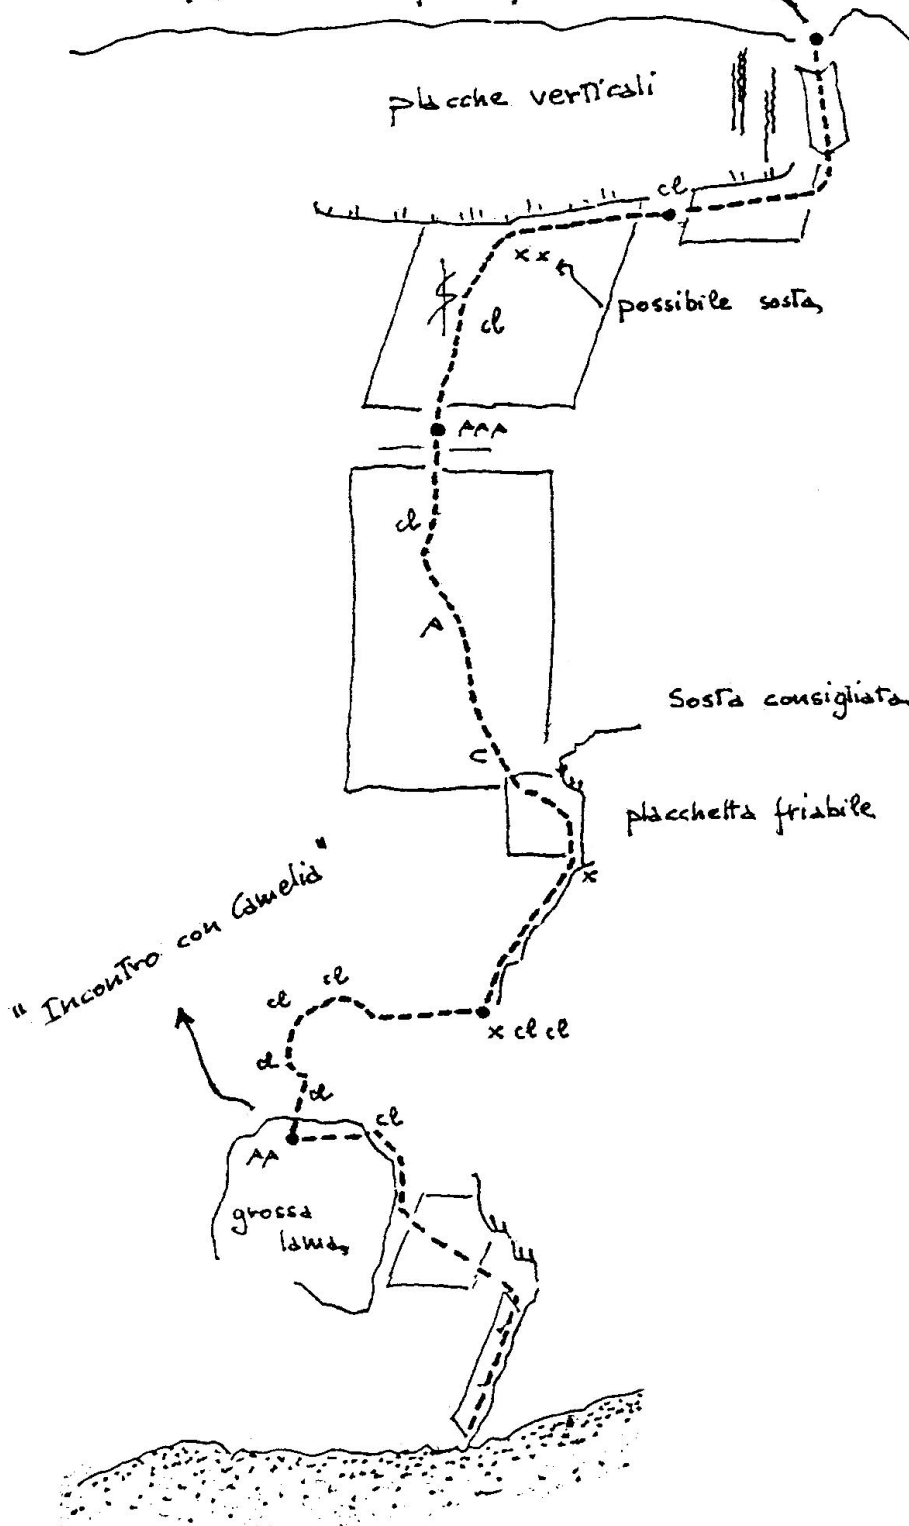 placche verticali
cl
x x
possibile sosta
cl
AAA
cl
A
Sosta consigliata
C
placchetta friabile
x
"Incontro con Camelia"
cl
cl
x cl cl
cl
cl
cl
AA
grossa
lama